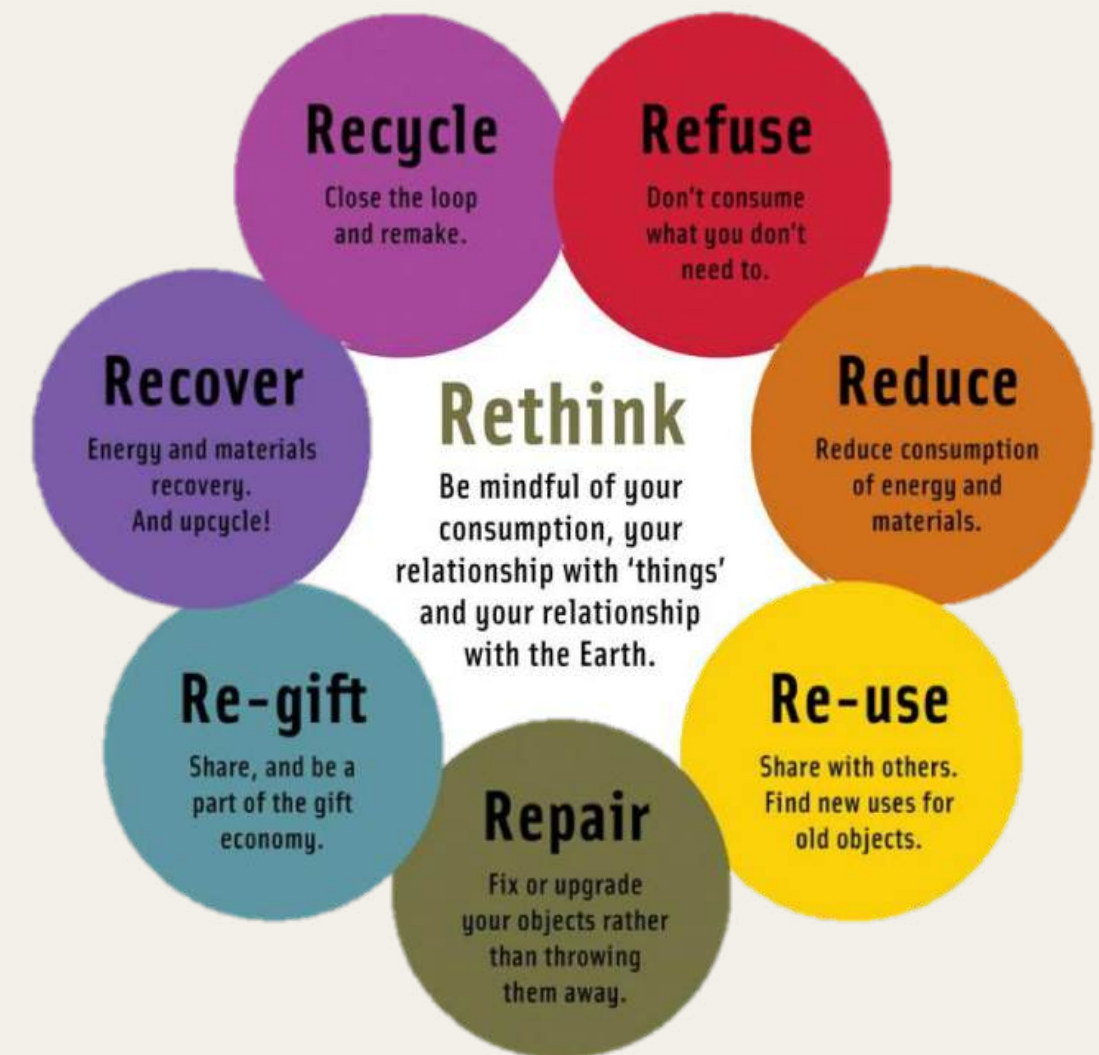 Recycle
Close the loop
and remake.
Refuse
Don't consume
what you don't
need to.
Recover
Energy and materials
recovery.
And upcycle!
Rethink
Be mindful of your
consumption, your
relationship with 'things'
and your relationship
with the Earth.
Reduce
Reduce consumption
of energy and
materials.
Re-gift
Share, and be a
part of the gift
economy.
Repair
Fix or upgrade
your objects rather
than throwing
them away.
Re-use
Share with others.
Find new uses for
old objects.